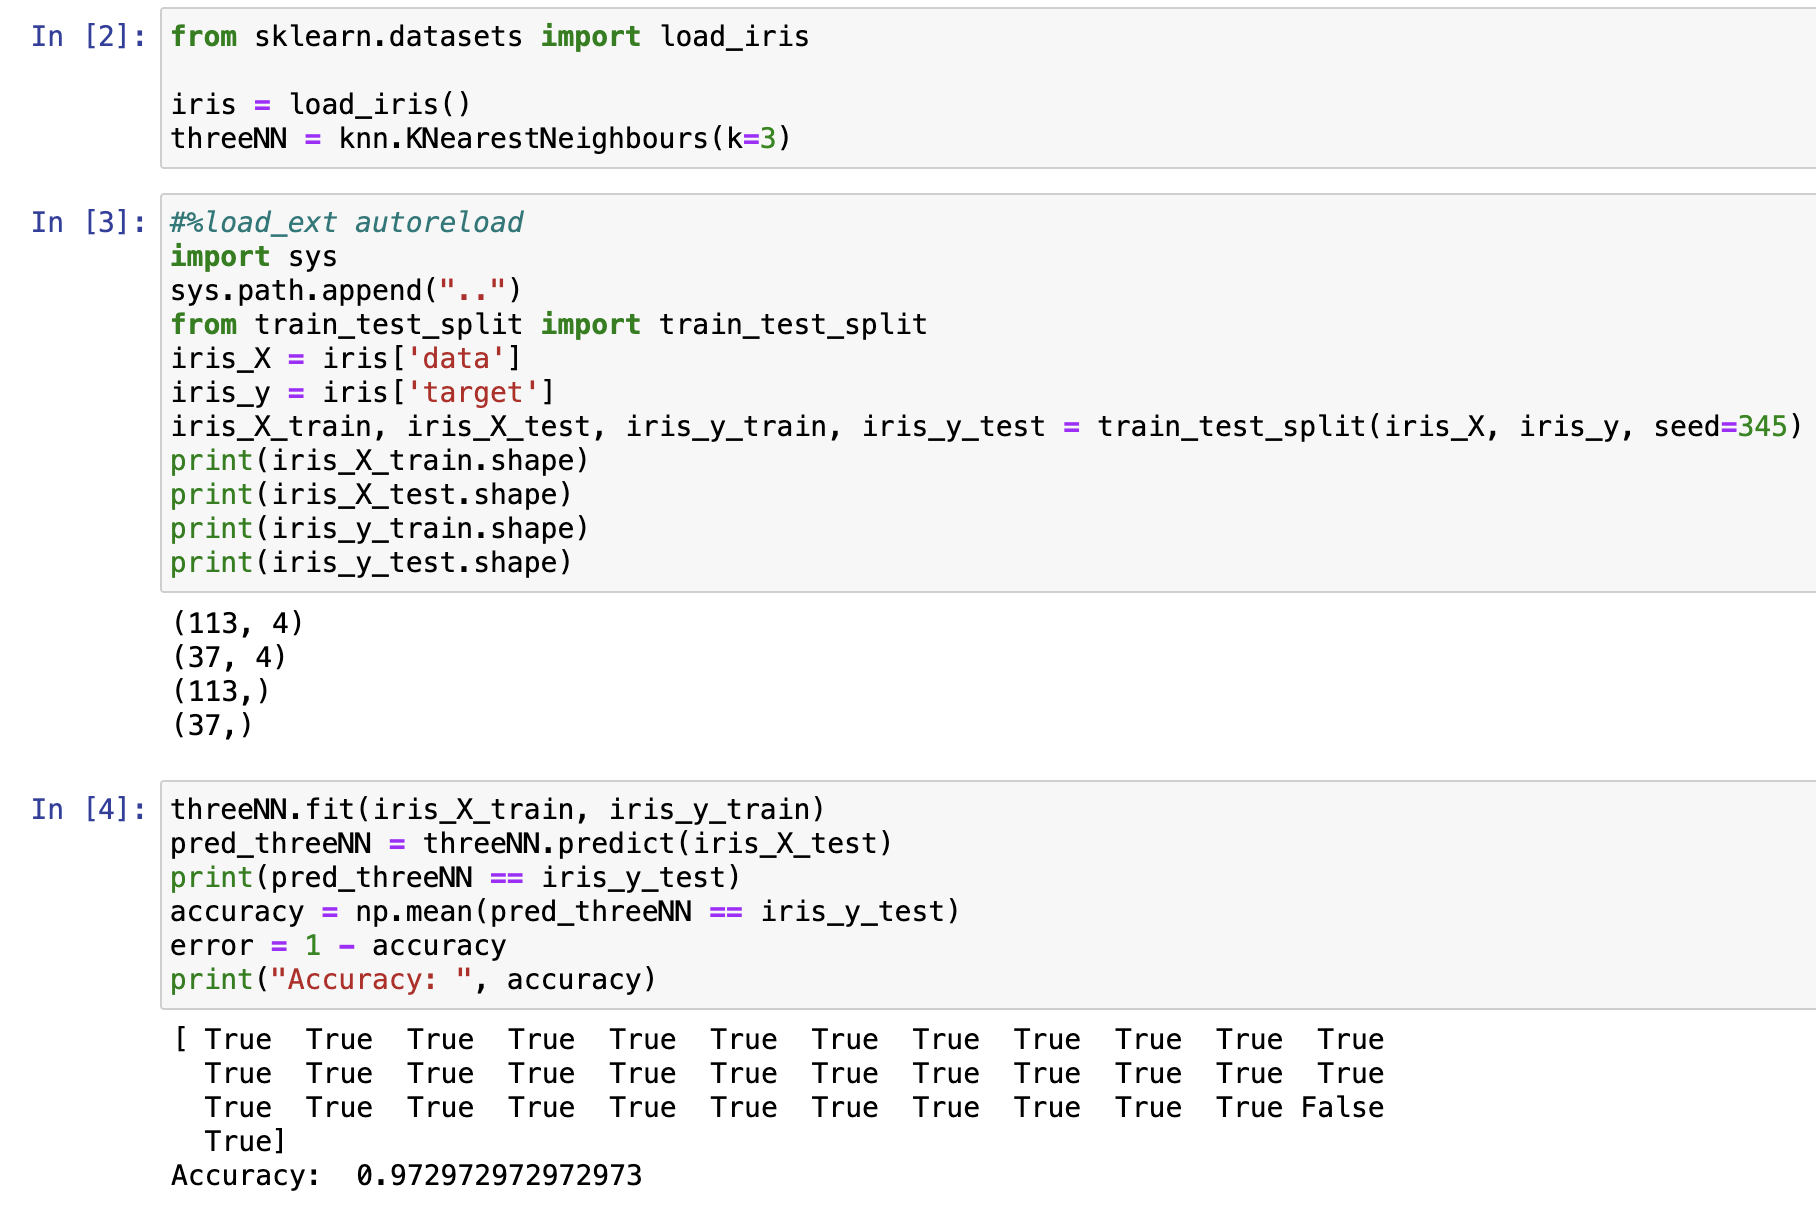 In [2]: from sklearn.datasets import load_iris
iris = load_iris()
threeNN = knn.KNearestNeighbours(k=3)
In [3]: #%load_ext autoreload
import sys
sys.path.append("..")
from train_test_split import train_test_split
iris_X = iris['data']
iris_y = iris['target']
iris_X_train, iris_X_test, iris_y_train, iris_y_test = train_test_split(iris_X, iris_y, seed=345)
print(iris_X_train.shape)
print(iris_X_test.shape)
print(iris_y_train.shape)
print(iris_y_test.shape)
(113, 4)
(37, 4)
(113,)
(37,)
In [4]: threeNN.fit(iris_X_train, iris_y_train)
pred_threeNN = threeNN.predict(iris_X_test)
print(pred_threeNN == iris_y_test)
accuracy = np.mean(pred_threeNN == iris_y_test)
error = 1 - accuracy
print("Accuracy: ", accuracy)
[ True  True  True  True  True  True  True  True  True  True  True  True
  True  True  True  True  True  True  True  True  True  True  True  True
  True  True  True  True  True  True  True  True  True  True  True False
  True]
Accuracy:  0.972972972972973